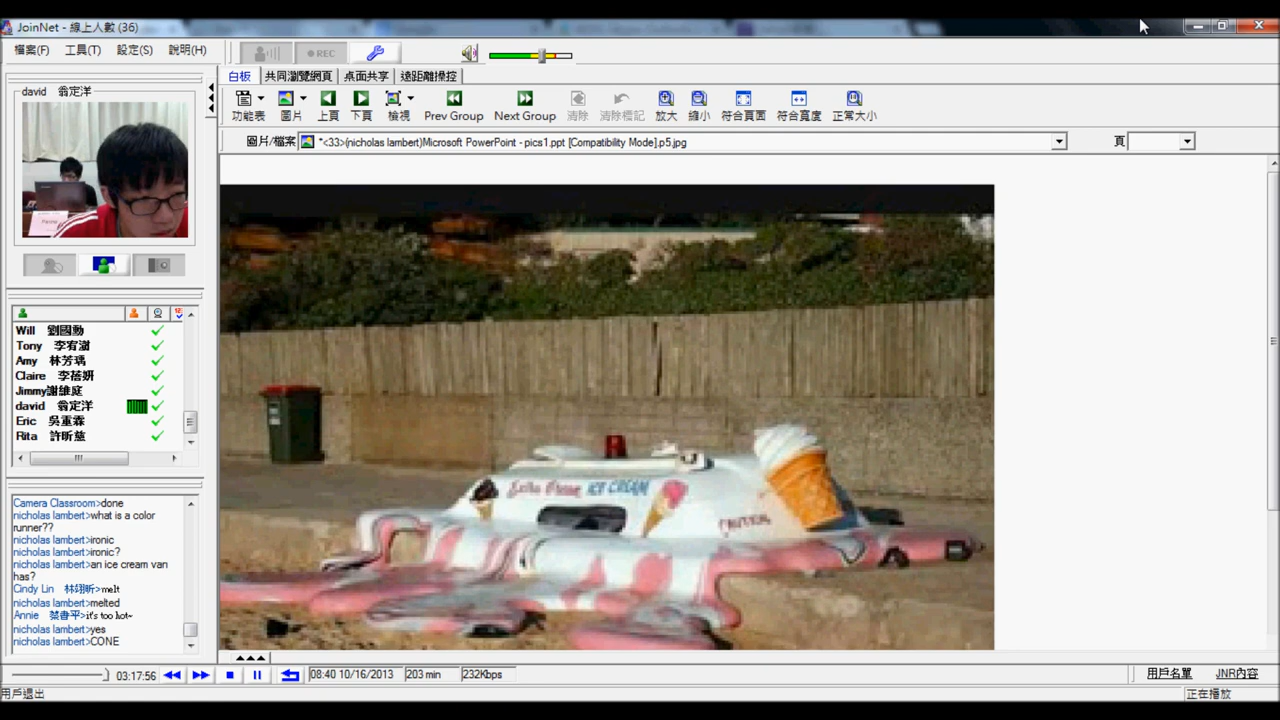 JoinNet - 線上人數 (36)
檔案(F) 工具(T) 設定(S) 說明(H)
REC
david 翁定洋
白板 共同瀏覽網頁 桌面共享 遠距離操控
功能表 圖片 上頁 下頁 檢視 Prev Group Next Group 清除 清除標記 放大 縮小 符合頁面 符合寬度 正常大小
圖片/檔案 *<33>(nicholas lambert)Microsoft PowerPoint - pics1.ppt [Compatibility Mode].p5.jpg 頁
Will 劉國勳
Tony 李宥澍
Amy 林芳瑀
Claire 李蓓妍
Jimmy謝維庭
david 翁定洋
Eric 吳重霖
Rita 許昕慈
Camera Classroom>done
nicholas lambert>what is a color
runner??
nicholas lambert>ironic
nicholas lambert>ironic?
nicholas lambert>an ice cream van
has?
Cindy Lin 林翊昕>melt
nicholas lambert>melted
Annie 蔡書平>it's too hot~
nicholas lambert>yes
nicholas lambert>CONE
ICE CREAM
CAUTION
03:17:56 08:40 10/16/2013 203 min 232Kbps 用戶名單 JNR內容
用戶退出 正在播放